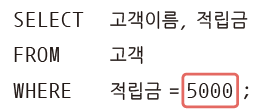 SELECT 고객이름, 적립금
FROM 고객
WHERE 적립금 = 5000 ;